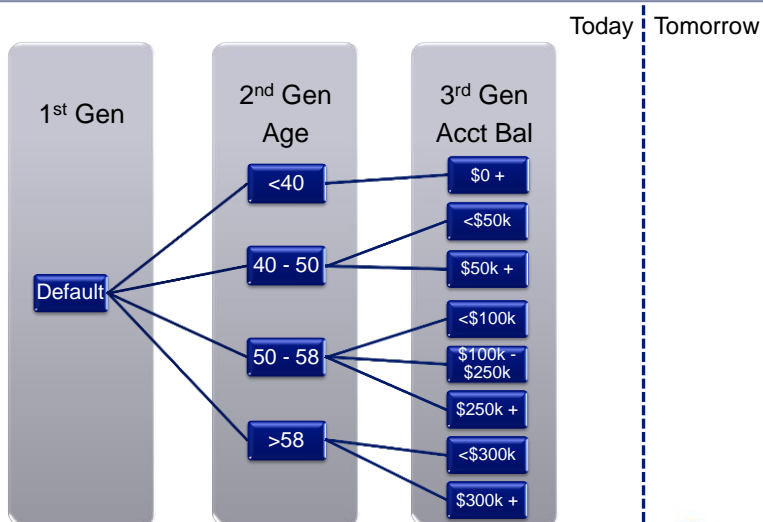 Today Tomorrow
1st Gen
2nd Gen
Age
3rd Gen
Acct Bal
Default
<40
40 - 50
50 - 58
>58
$0 +
<$50k
$50k +
<$100k
$100k -
$250k
$250k +
<$300k
$300k +